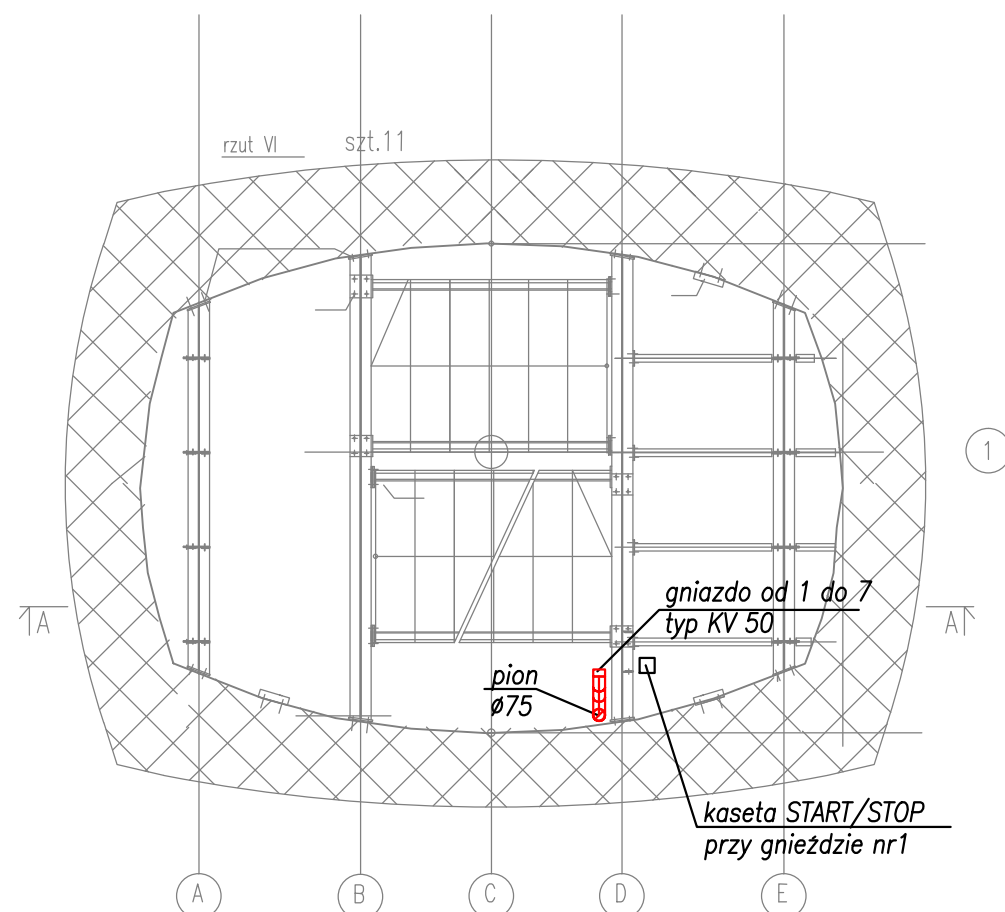 rzut VI
szt.11
1
gniazdo od 1 do 7
typ KV 50
A
A
pion
ø75
kaseta START/STOP
przy gnieździe nr1
A
B
C
D
E